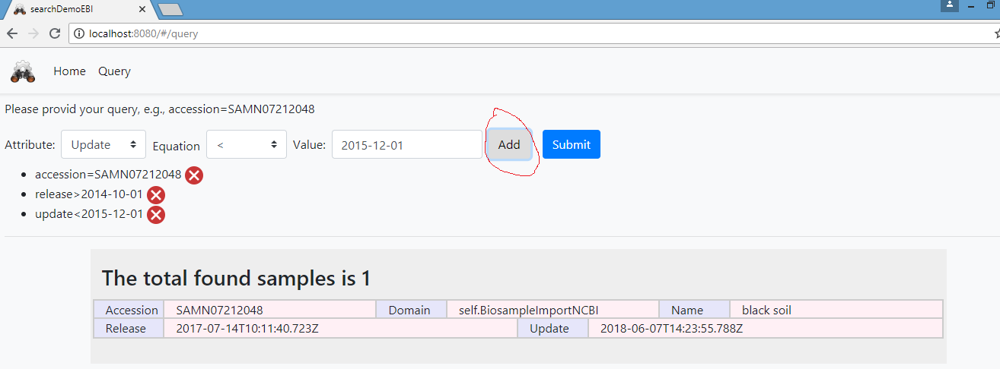 searchDemoEBI
localhost:8080/#/query
Home Query
Please provid your query, e.g., accession=SAMN07212048
Attribute: Update Equation < Value: 2015-12-01 Add Submit
accession=SAMN07212048
release>2014-10-01
update<2015-12-01
The total found samples is 1
Accession SAMN07212048 Domain self.BiosampleImportNCBI Name black soil
Release 2017-07-14T10:11:40.723Z Update 2018-06-07T14:23:55.788Z